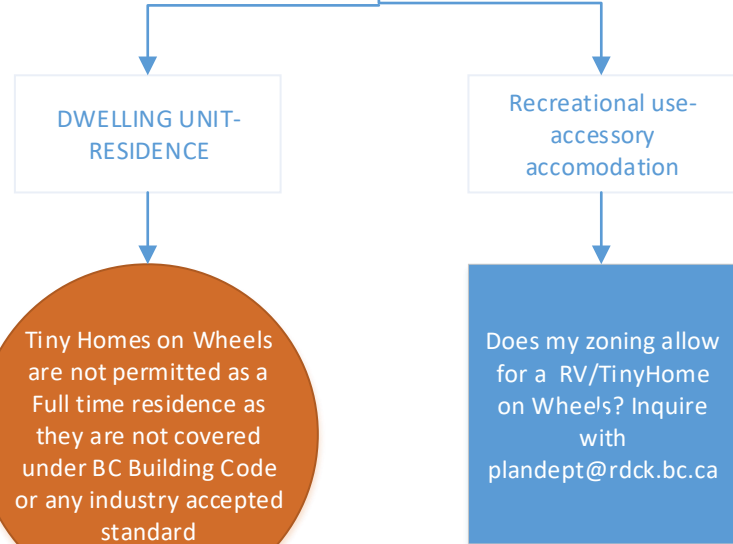 DWELLING UNIT-
RESIDENCE
Recreational use-
accessory
accomodation
Tiny Homes on Wheels
are not permitted as a
Full time residence as
they are not covered
under BC Building Code
or any industry accepted
standard
Does my zoning allow
for a RV/TinyHome
on Wheels? Inquire
with
plandept@rdck.bc.ca